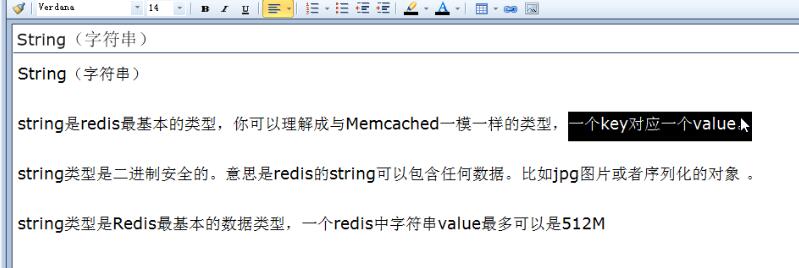 Verdana 14 B I U A
String（字符串）
String（字符串）
string是redis最基本的类型，你可以理解成与Memcached一模一样的类型，一个key对应一个value。
string类型是二进制安全的。意思是redis的string可以包含任何数据。比如jpg图片或者序列化的对象 。
string类型是Redis最基本的数据类型，一个redis中字符串value最多可以是512M